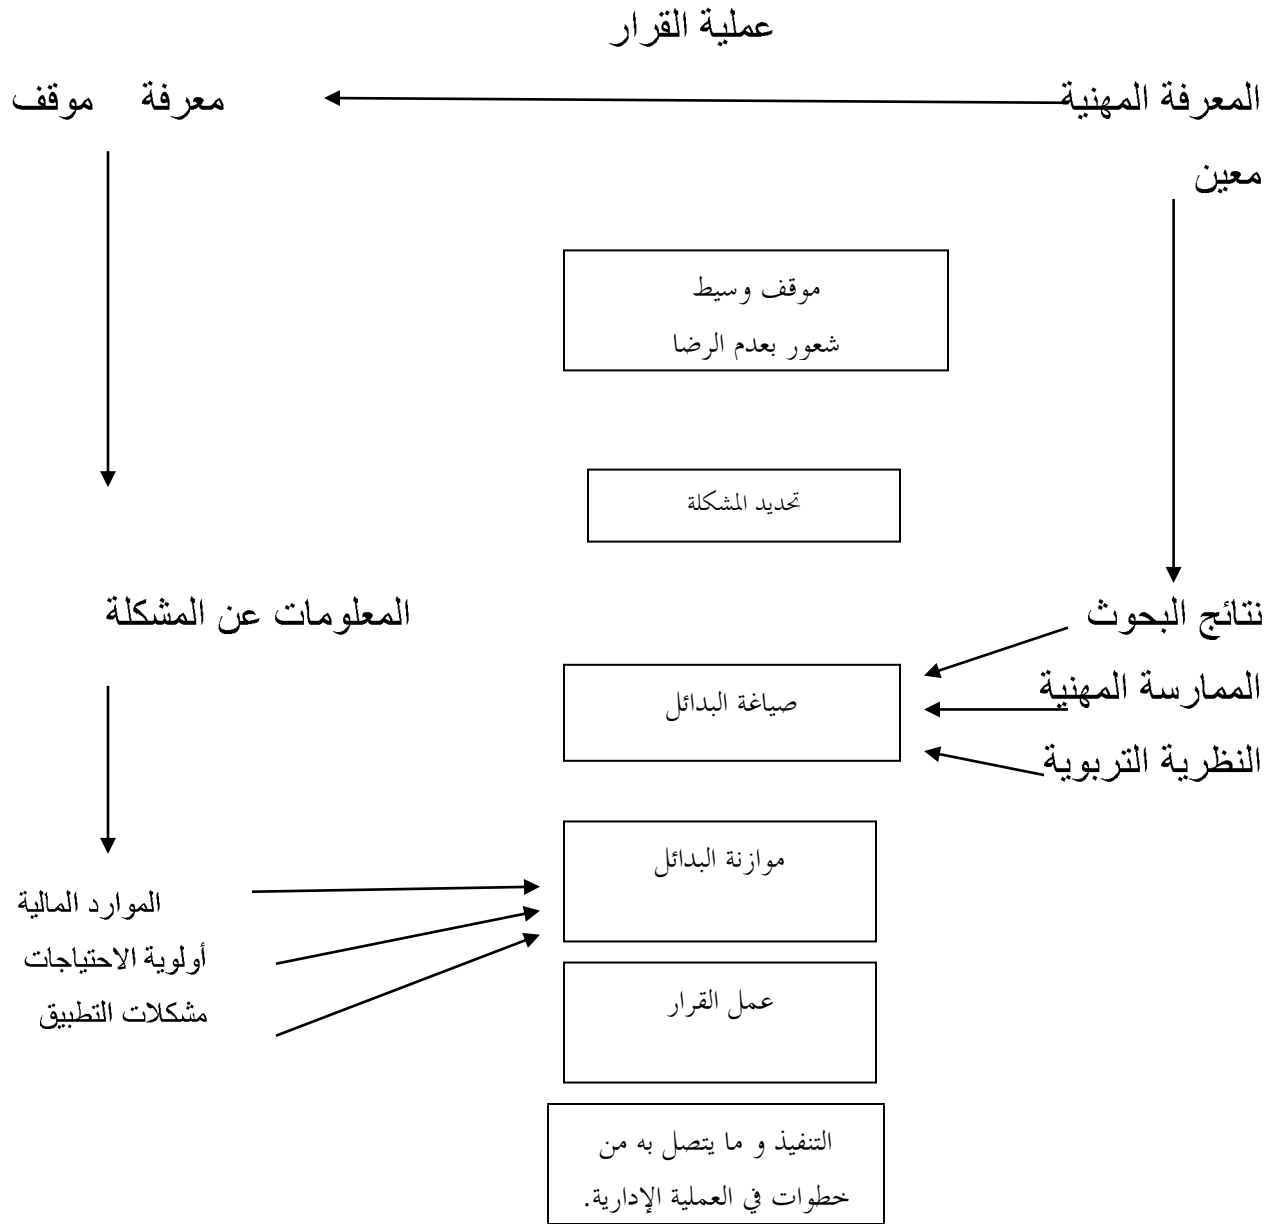 عملية القرار
المعرفة المهنية معرفة موقف
معين
موقف وسيط
شعور بعدم الرضا
تحديد المشكلة
نتائج البحوث المعلومات عن المشكلة
الممارسة المهنية صياغة البدائل
النظرية التربوية
موازنة البدائل
الموارد المالية
أولوية الاحتياجات
مشكلات التطبيق
عمل القرار
التنفيذ و ما يتصل به من
خطوات في العملية الإدارية.